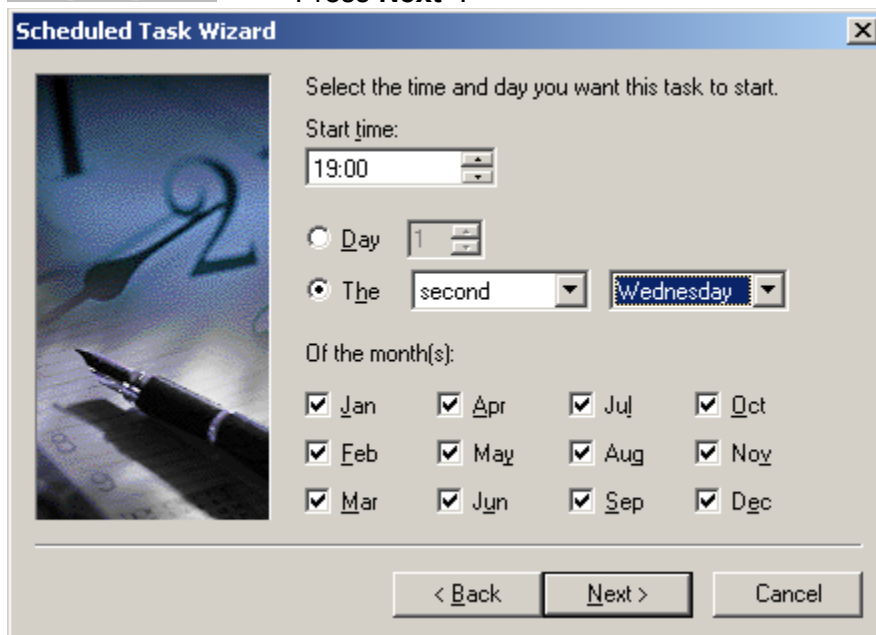 Press Next >.
Scheduled Task Wizard
Select the time and day you want this task to start.
Start time:
19:00
Day 1
The second Wednesday
Of the month(s):
Jan Apr Jul Oct
Feb May Aug Nov
Mar Jun Sep Dec
< Back Next > Cancel